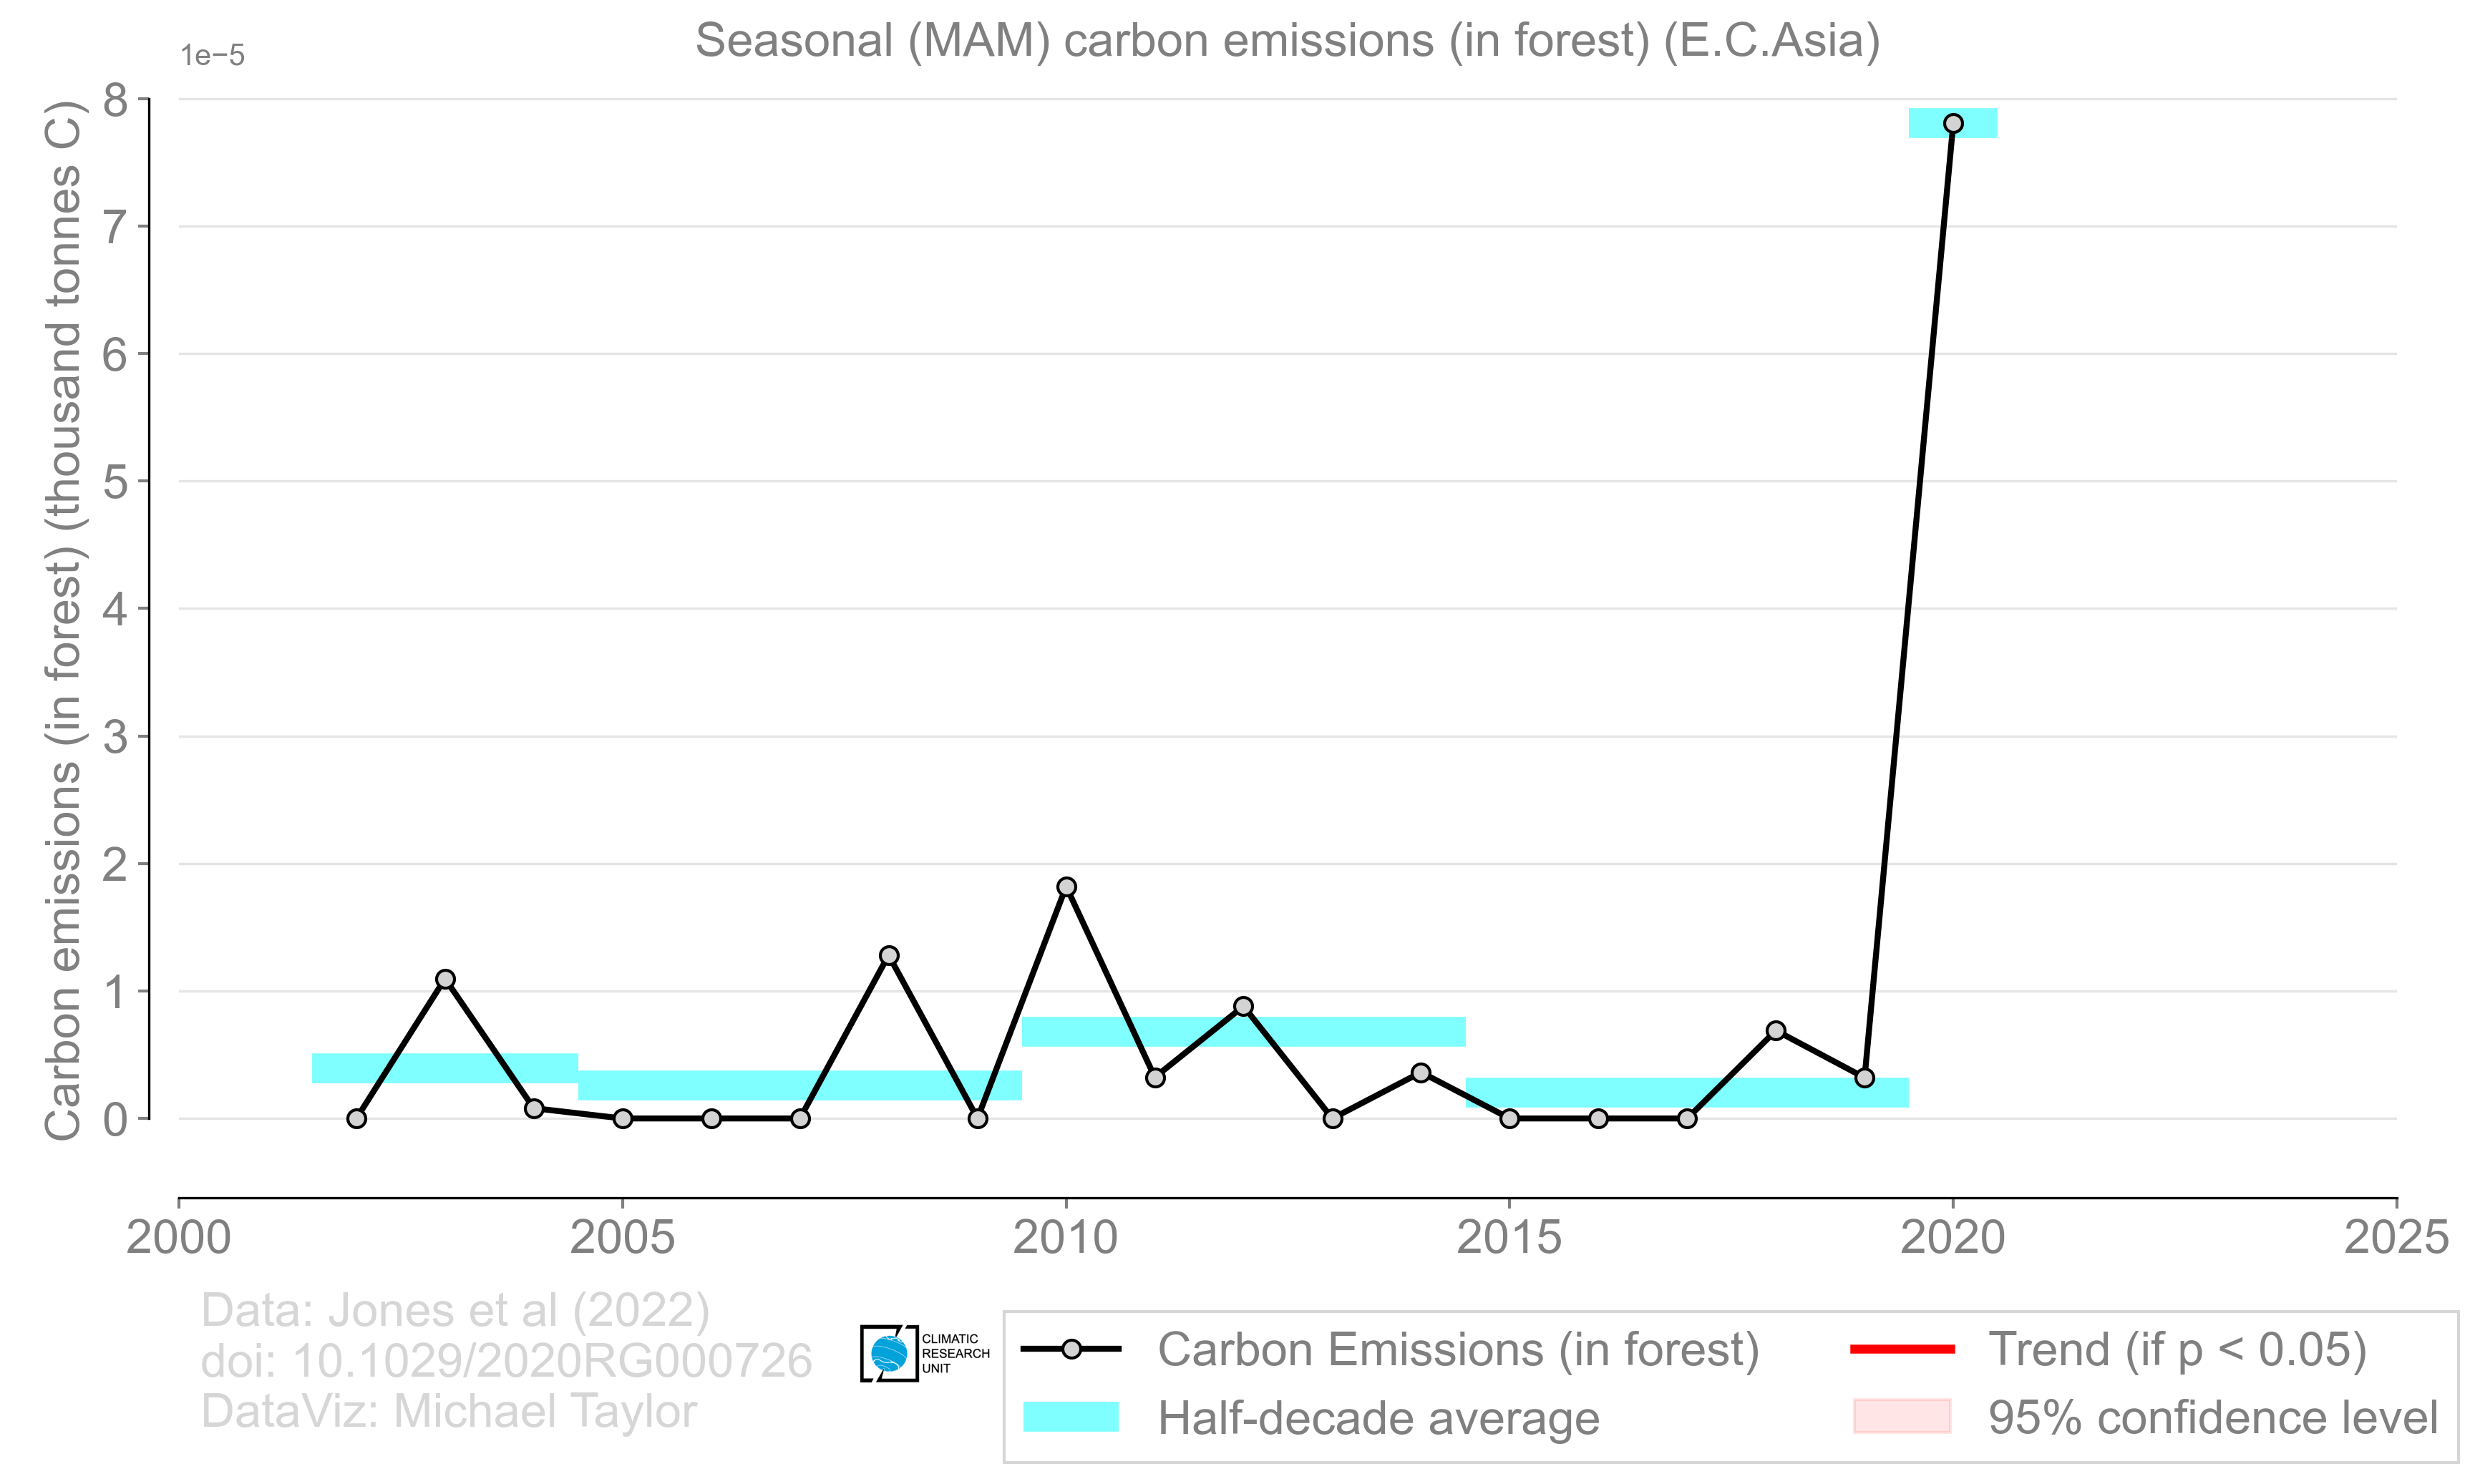 Seasonal (MAM) carbon emissions (in forest) (E.C.Asia)
1e−5
Carbon emissions (in forest) (thousand tonnes C)
8
7
6
5
4
3
2
1
0
2000 2005 2010 2015 2020 2025
Data: Jones et al (2022)
doi: 10.1029/2020RG000726
DataViz: Michael Taylor
CLIMATIC
RESEARCH
UNIT
Carbon Emissions (in forest)
Half-decade average
Trend (if p < 0.05)
95% confidence level